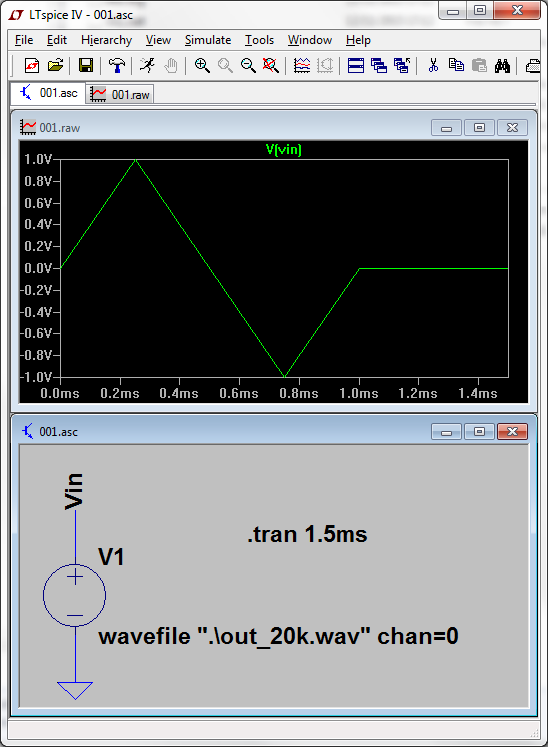 LTspice IV - 001.asc
File Edit Hierarchy View Simulate Tools Window Help
001.asc 001.raw
001.raw
V(vin)
1.0V
0.8V
0.6V
0.4V
0.2V
0.0V
-0.2V
-0.4V
-0.6V
-0.8V
-1.0V
0.0ms 0.2ms 0.4ms 0.6ms 0.8ms 1.0ms 1.2ms 1.4ms
001.asc
Vin
.tran 1.5ms
V1
wavefile ".\out_20k.wav" chan=0